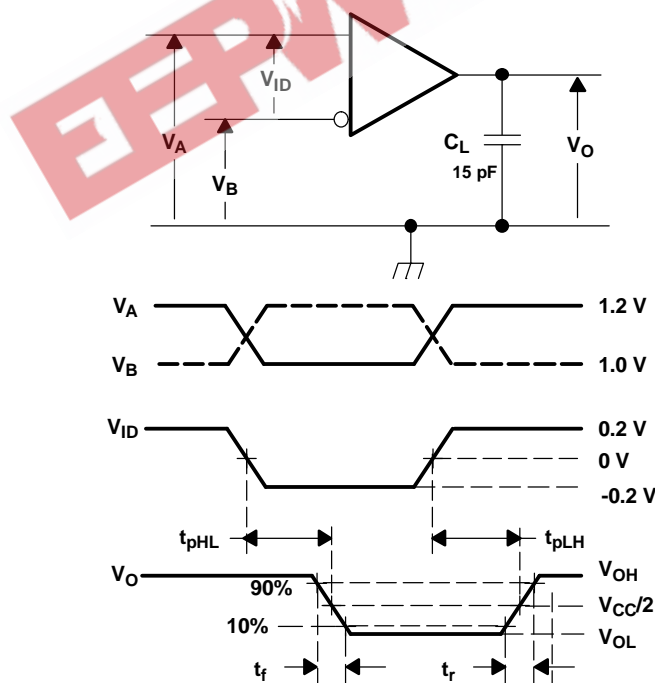 EEPW
V_ID
V_A
V_B
C_L
15 pF
V_O
V_A
1.2 V
V_B
1.0 V
V_ID
0.2 V
0 V
-0.2 V
t_pHL
t_pLH
V_O
V_OH
90%
V_CC/2
10%
V_OL
t_f
t_r